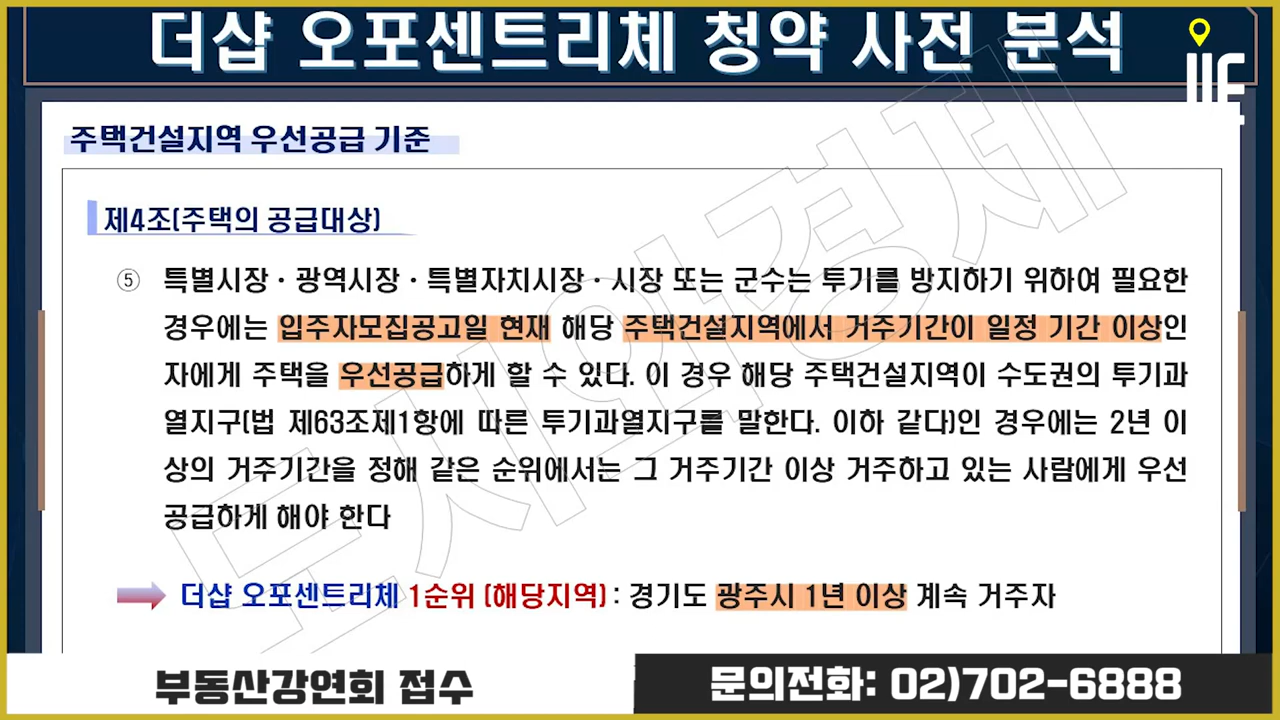 더샵 오포센트리체 청약 사전 분석
주택건설지역 우선공급 기준
제4조(주택의 공급대상)
⑤ 특별시장·광역시장·특별자치시장·시장 또는 군수는 투기를 방지하기 위하여 필요한
경우에는 입주자모집공고일 현재 해당 주택건설지역에서 거주기간이 일정 기간 이상인
자에게 주택을 우선공급하게 할 수 있다. 이 경우 해당 주택건설지역이 수도권의 투기과
열지구(법 제63조제1항에 따른 투기과열지구를 말한다. 이하 같다)인 경우에는 2년 이
상의 거주기간을 정해 같은 순위에서는 그 거주기간 이상 거주하고 있는 사람에게 우선
공급하게 해야 한다
더샵 오포센트리체 1순위 (해당지역) : 경기도 광주시 1년 이상 계속 거주자
도시와경제
부동산강연회 접수
문의전화: 02)702-6888